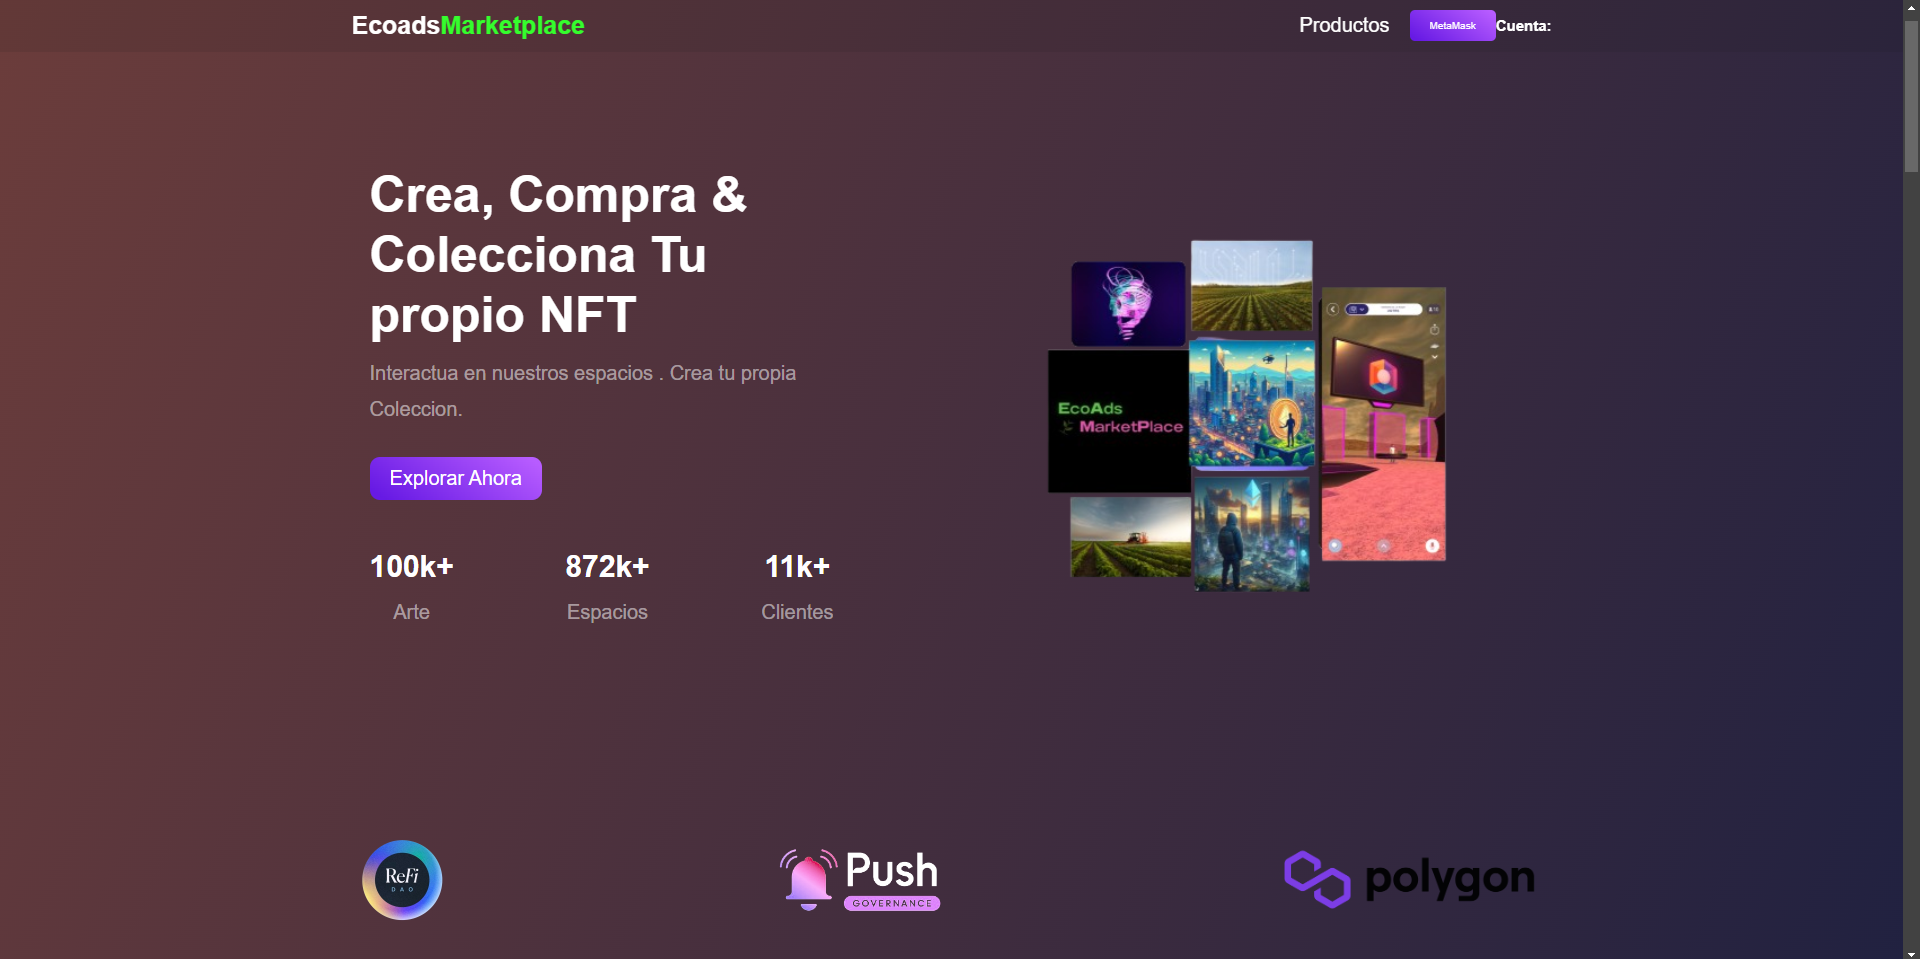 EcoadsMarketplace
Productos
MetaMask
Cuenta:
Crea, Compra &
Colecciona Tu
propio NFT
Interactua en nuestros espacios . Crea tu propia
Coleccion.
Explorar Ahora
100k+
Arte
872k+
Espacios
11k+
Clientes
EcoAds
MarketPlace
ReFi
DAO
Push
GOVERNANCE
polygon